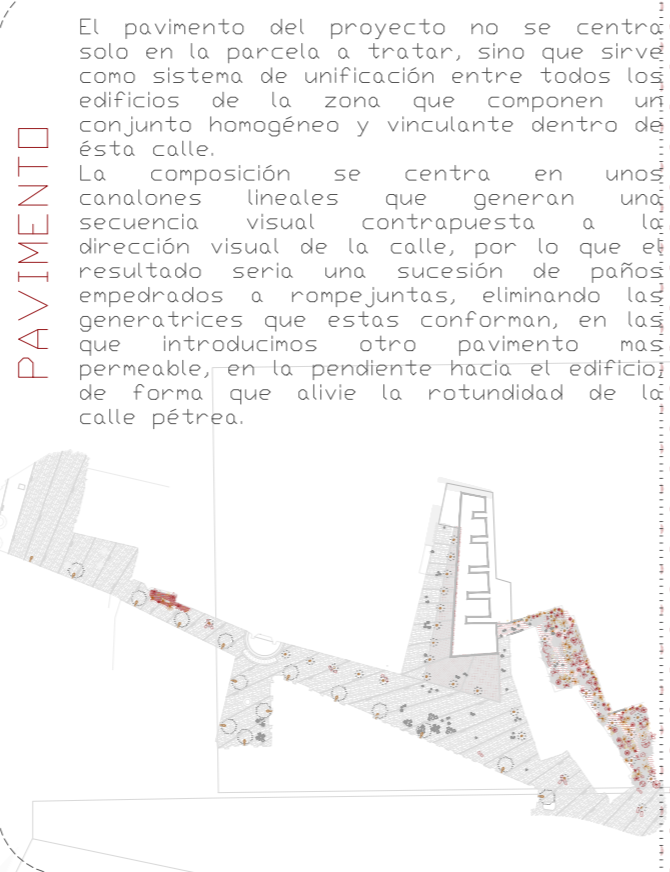 PAVIMENTO
El pavimento del proyecto no se centra
solo en la parcela a tratar, sino que sirve
como sistema de unificación entre todos los
edificios de la zona que componen un
conjunto homogéneo y vinculante dentro de
ésta calle.
La composición se centra en unos
canalones lineales que generan una
secuencia visual contrapuesta a la
dirección visual de la calle, por lo que el
resultado seria una sucesión de paños
empedrados a rompejuntas, eliminando las
generatrices que estas conforman, en las
que introducimos otro pavimento mas
permeable, en la pendiente hacia el edificio,
de forma que alivie la rotundidad de la
calle pétrea.